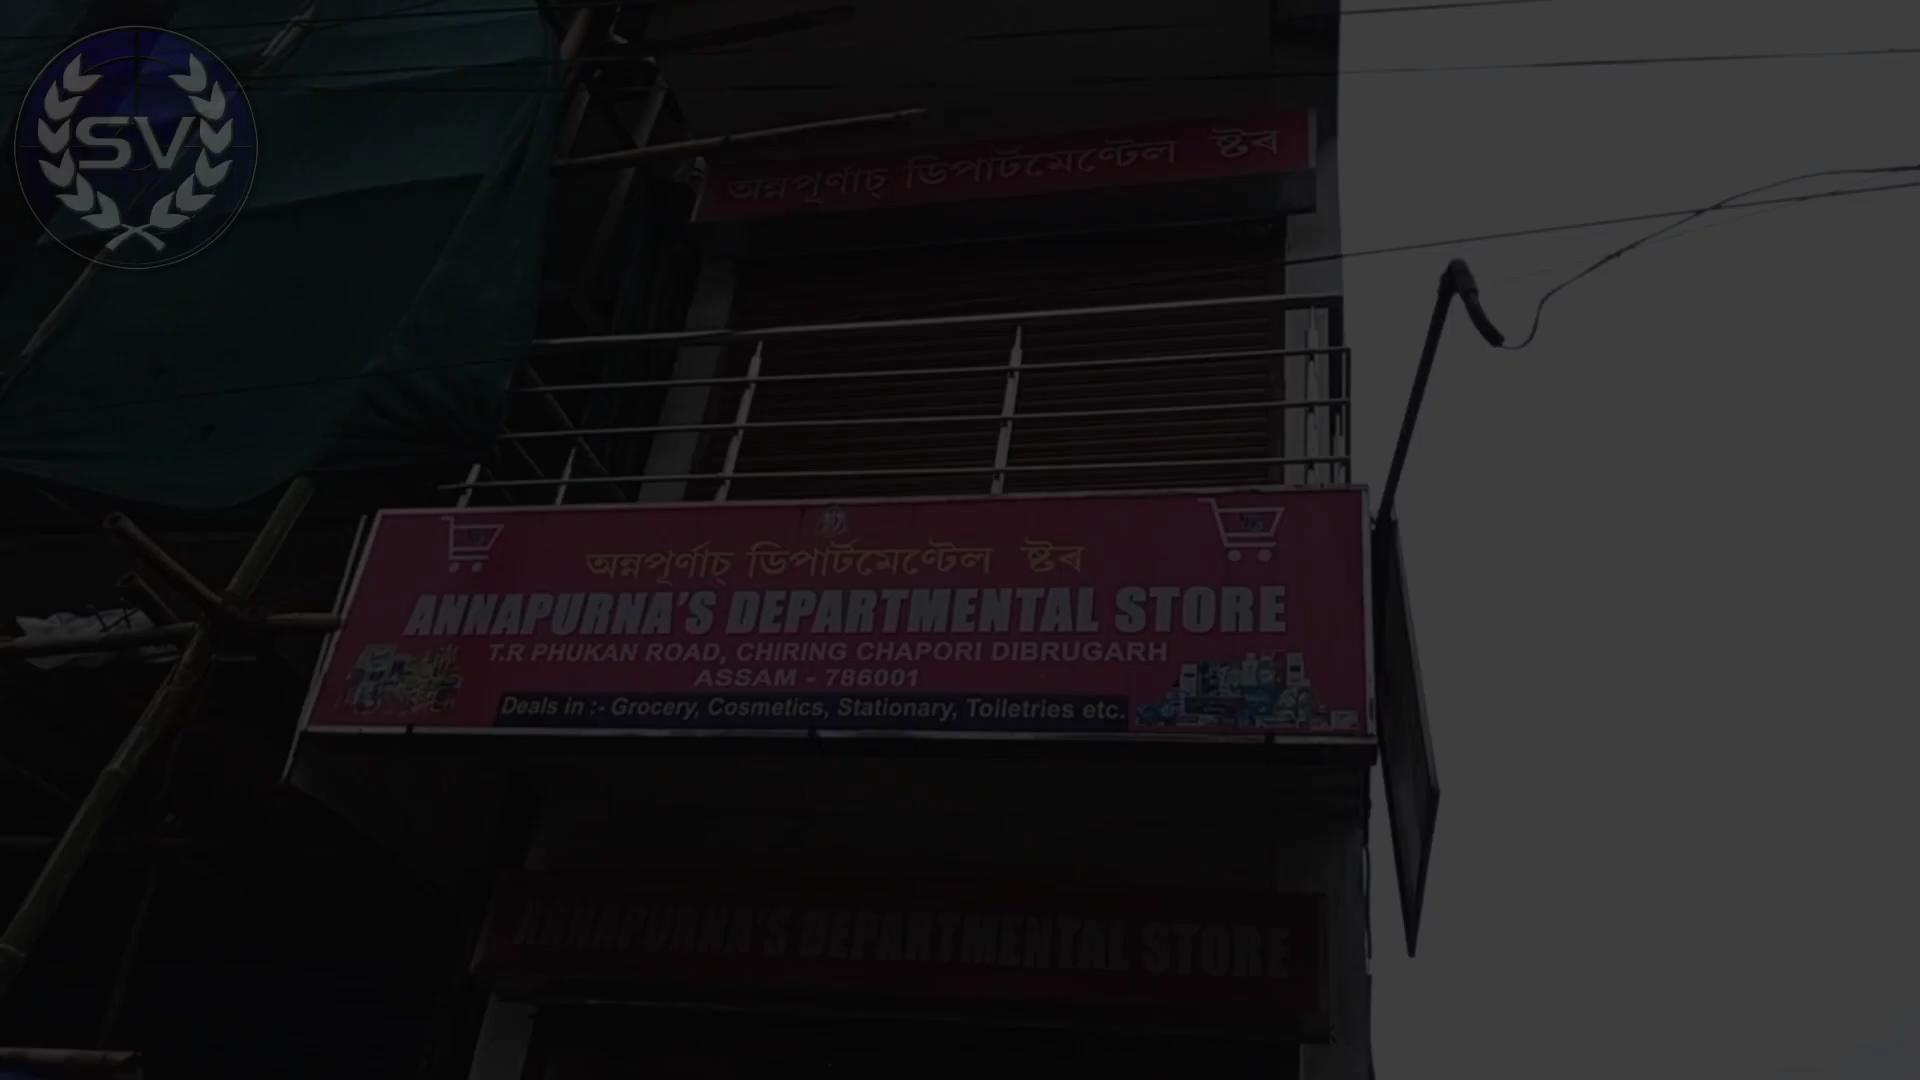 SV
অন্নপূৰ্ণাচ্ ডিপাৰ্টমেণ্টেল ষ্টৰ
অন্নপূৰ্ণাচ্ ডিপাৰ্টমেণ্টেল ষ্টৰ
ANNAPURNA'S DEPARTMENTAL STORE
T.R PHUKAN ROAD, CHIRING CHAPORI DIBRUGARH
ASSAM - 786001
Deals in :- Grocery, Cosmetics, Stationary, Toiletries etc.
ANNAPURNA'S DEPARTMENTAL STORE